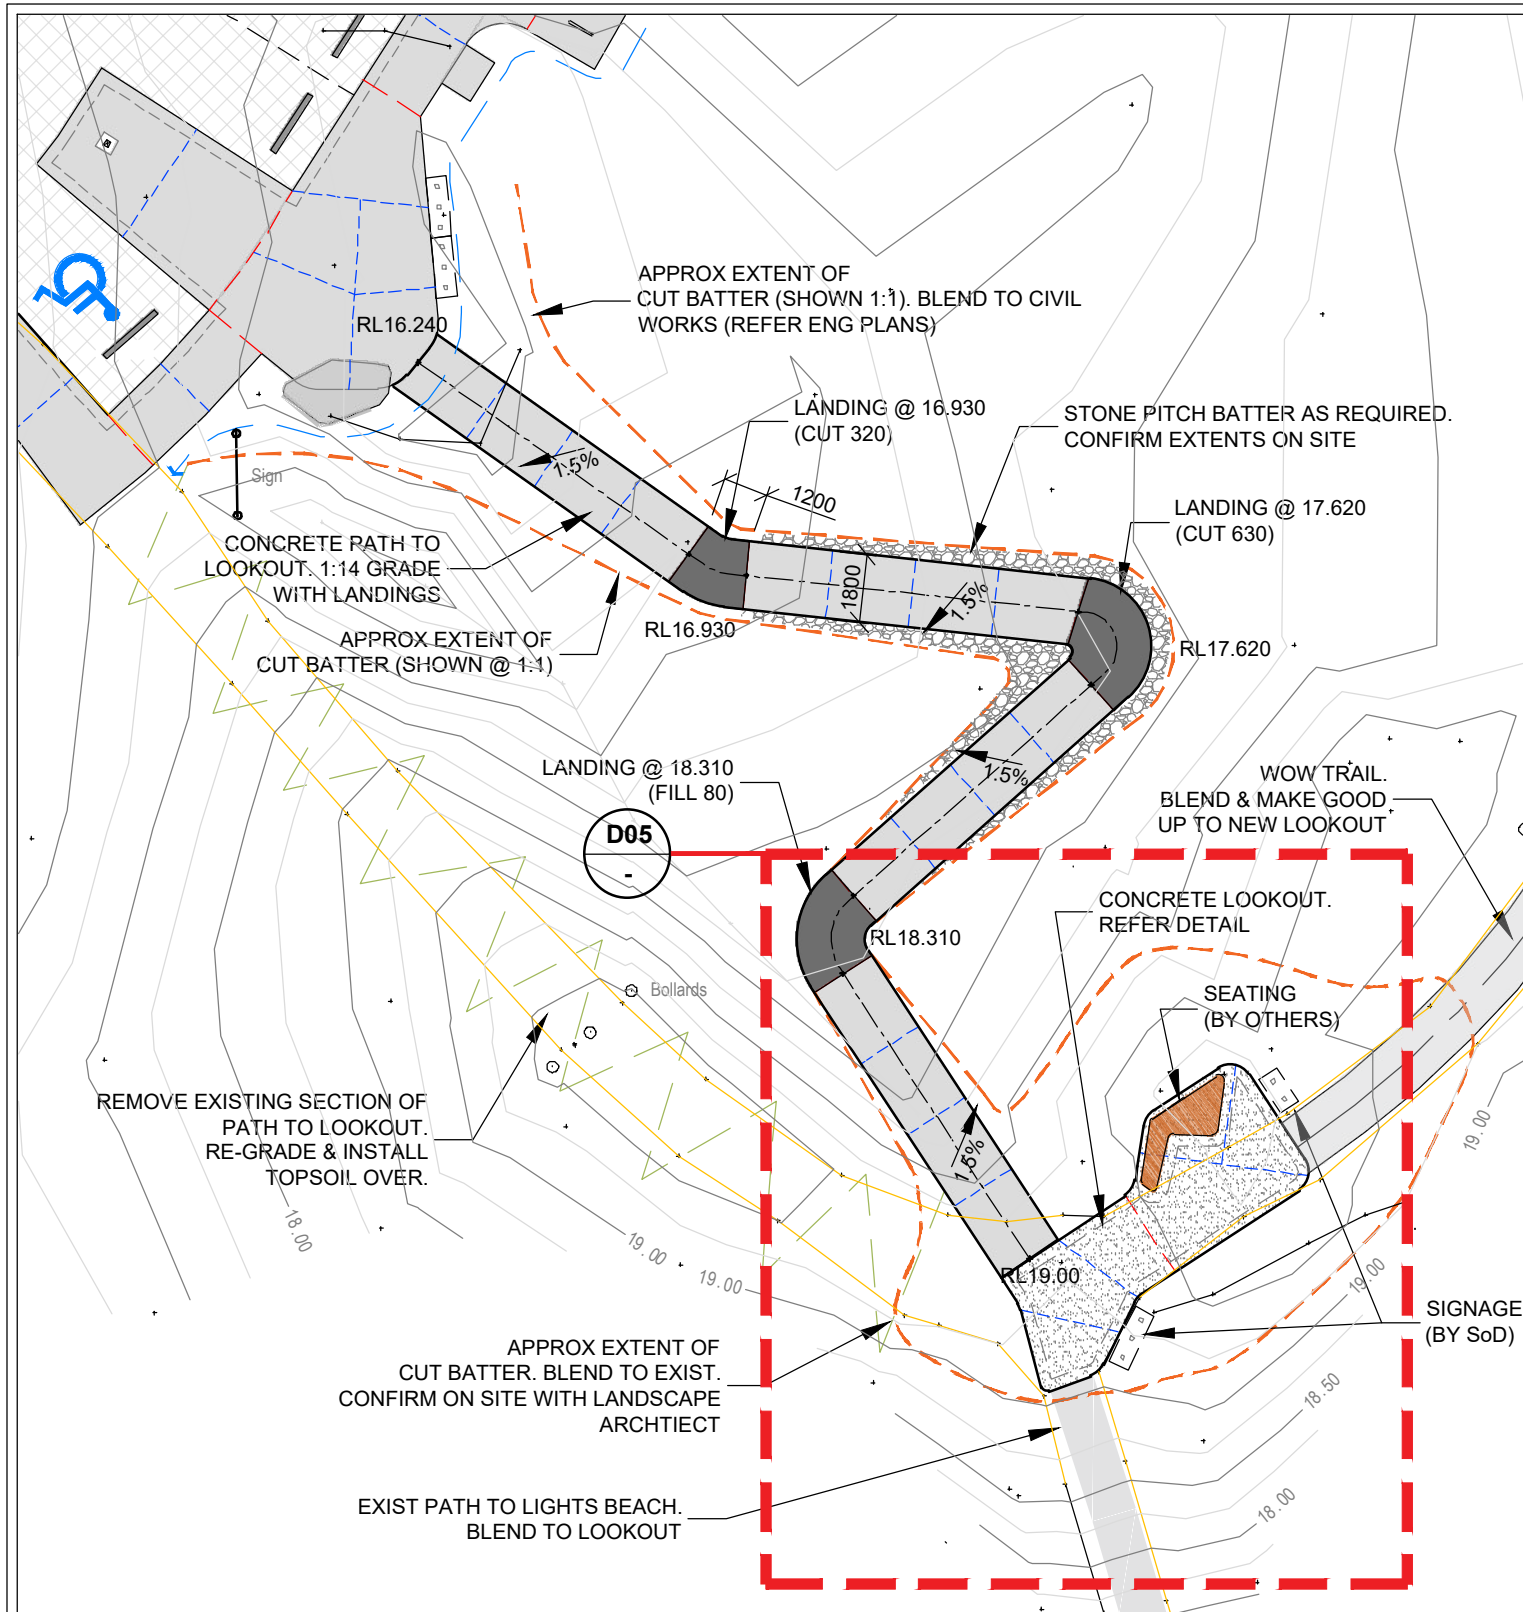 APPROX EXTENT OF
CUT BATTER (SHOWN 1:1). BLEND TO CIVIL
WORKS (REFER ENG PLANS)
RL16.240
LANDING @ 16.930
(CUT 320)
STONE PITCH BATTER AS REQUIRED.
CONFIRM EXTENTS ON SITE
Sign
1.5%
1200
LANDING @ 17.620
(CUT 630)
CONCRETE PATH TO
LOOKOUT. 1:14 GRADE
WITH LANDINGS
1800
1.5%
RL16.930
APPROX EXTENT OF
CUT BATTER (SHOWN @ 1:1)
RL17.620
LANDING @ 18.310
(FILL 80)
1.5%
WOW TRAIL.
BLEND & MAKE GOOD
UP TO NEW LOOKOUT
D05
-
CONCRETE LOOKOUT.
REFER DETAIL
RL18.310
Bollards
SEATING
(BY OTHERS)
REMOVE EXISTING SECTION OF
PATH TO LOOKOUT.
RE-GRADE & INSTALL
TOPSOIL OVER.
1.5%
19.00
18.00
19.00
19.00
RL19.00
19.00
SIGNAGE
(BY SoD)
APPROX EXTENT OF
CUT BATTER. BLEND TO EXIST.
CONFIRM ON SITE WITH LANDSCAPE
ARCHTIECT
18.50
EXIST PATH TO LIGHTS BEACH.
BLEND TO LOOKOUT
18.00